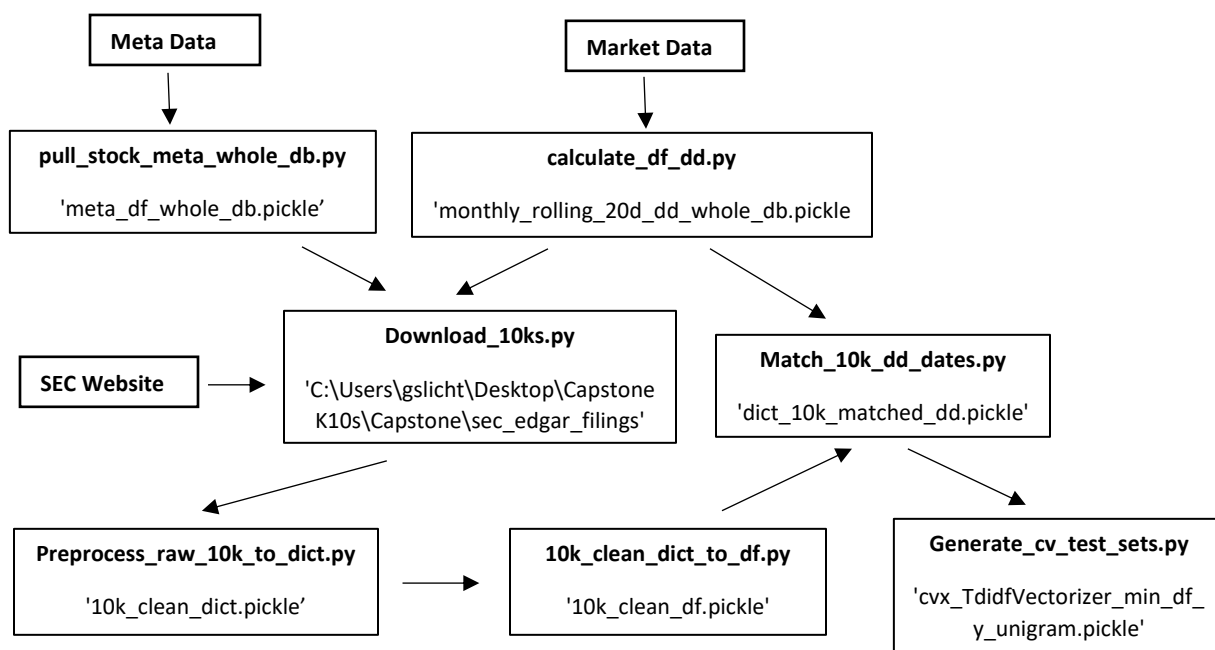 Meta Data
Market Data
pull_stock_meta_whole_db.py
'meta_df_whole_db.pickle’
calculate_df_dd.py
'monthly_rolling_20d_dd_whole_db.pickle
Download_10ks.py
'C:\Users\gslicht\Desktop\Capstone
K10s\Capstone\sec_edgar_filings'
SEC Website
Match_10k_dd_dates.py
'dict_10k_matched_dd.pickle'
Preprocess_raw_10k_to_dict.py
'10k_clean_dict.pickle’
10k_clean_dict_to_df.py
'10k_clean_df.pickle'
Generate_cv_test_sets.py
'cvx_TdidfVectorizer_min_df_
y_unigram.pickle'